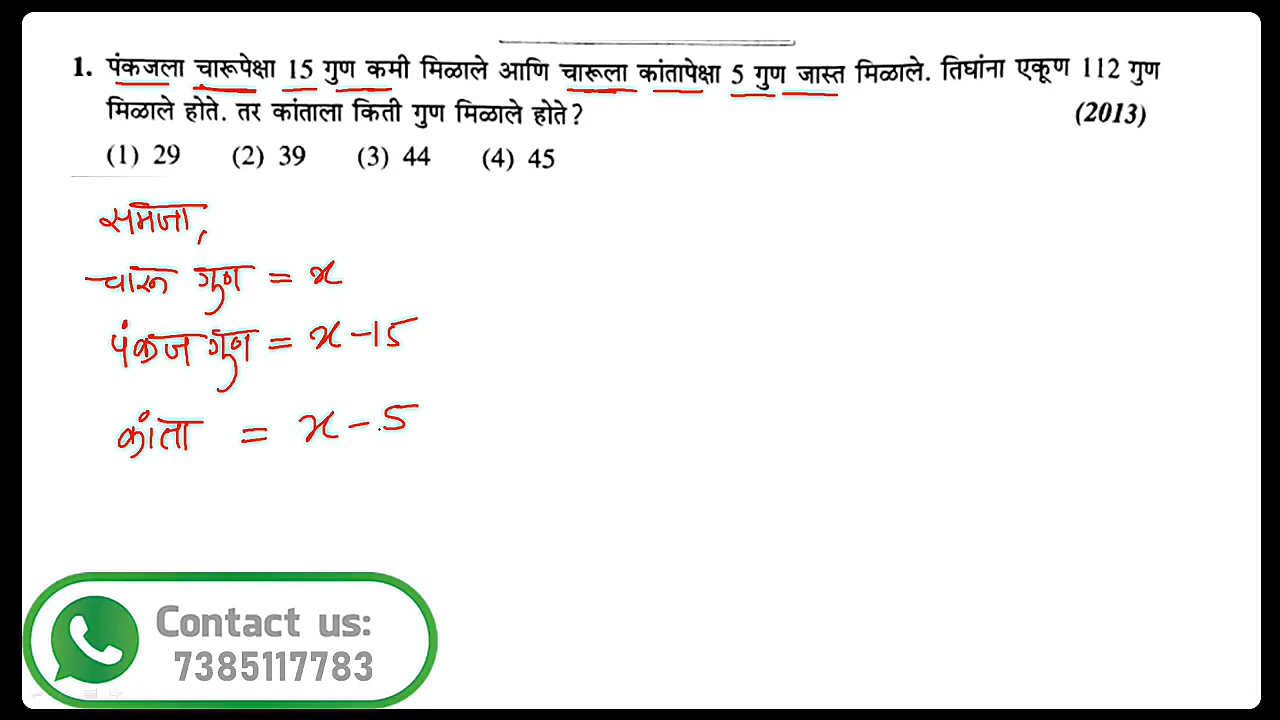 1. पंकजला चारूपेक्षा 15 गुण कमी मिळाले आणि चारूला कांतापेक्षा 5 गुण जास्त मिळाले. तिघांना एकूण 112 गुण
मिळाले होते. तर कांताला किती गुण मिळाले होते? (2013)
(1) 29 (2) 39 (3) 44 (4) 45
समजा,
चारू गुण = x
पंकज गुण = x - 15
कांता = x - 5
Contact us:
7385117783